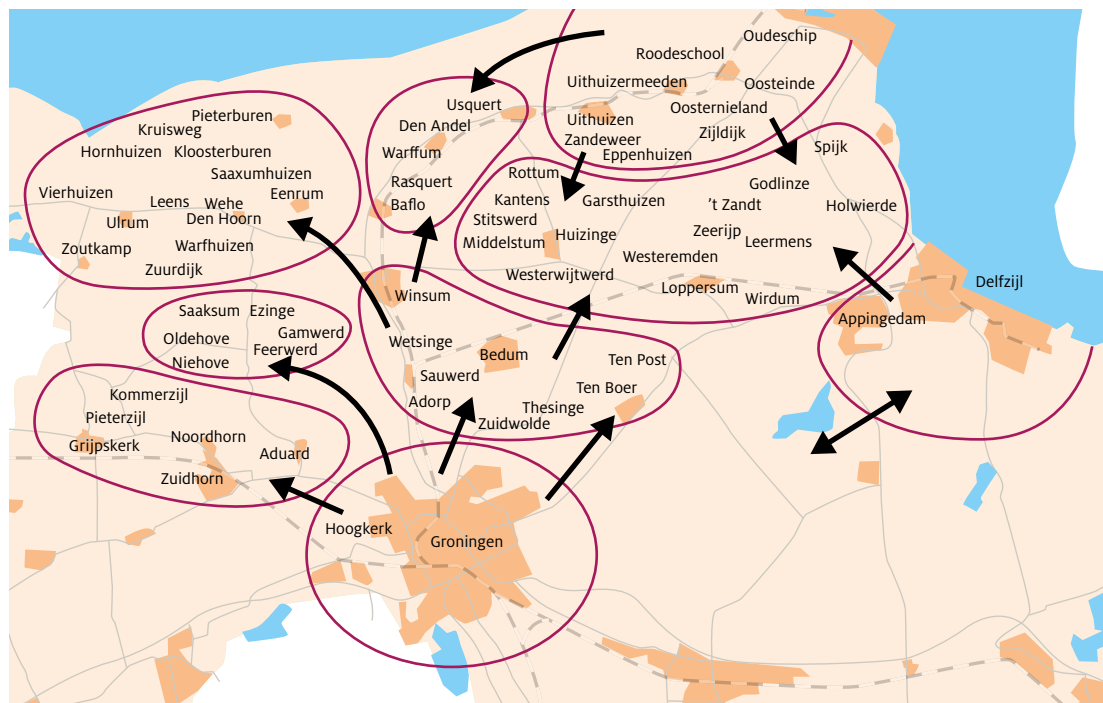 Oudeschip
Roodeschool
Uithuizermeeden
Oosteinde
Usquert
Oosternieland
Pieterburen
Uithuizen
Den Andel
Kruisweg
Zijldijk
Zandeweer
Spijk
Hornhuizen
Kloosterburen
Warffum
Eppenhuizen
Saaxumhuizen
Rottum
Rasquert
Godlinze
Vierhuizen
Eenrum
Leens
Wehe
Den Hoorn
Baflo
Kantens
Garsthuizen
't Zandt
Holwierde
Ulrum
Stitswerd
Zeerijp
Huizinge
Middelstum
Leermens
Zoutkamp
Warfhuizen
Westeremden
Zuurdijk
Westerwijtwerd
Delfzijl
Loppersum
Winsum
Wirdum
Saaksum
Ezinge
Appingedam
Gamwerd
Oldehove
Wetsinge
Feerwerd
Bedum
Niehove
Ten Post
Sauwerd
Ten Boer
Kommerzijl
Adorp
Thesinge
Pieterzijl
Zuidwolde
Noordhorn
Grijpskerk
Aduard
Zuidhorn
Hoogkerk
Groningen